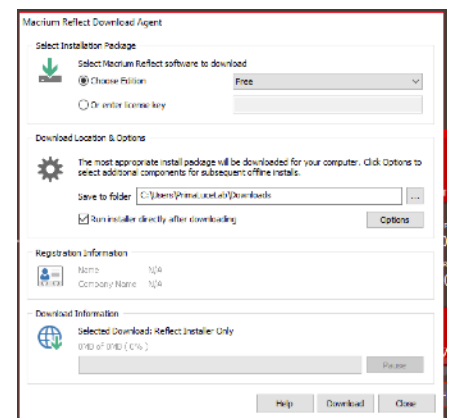 Macrium Reflect Download Agent
Select Installation Package
Select Macrium Reflect software to download
Choose Edition
Free
Or enter license key
Download Location & Options
The most appropriate install package will be downloaded for your computer. Click Options to
select additional components for subsequent offline installs.
Save to folder
C:\Users\PrimaLuceLab\Downloads
...
Run installer directly after downloading
Options
Registration Information
Name N/A
Company Name N/A
Download Information
Selected Download: Reflect Installer Only
0MB of 0MB ( 0% )
Pause
Help
Download
Close